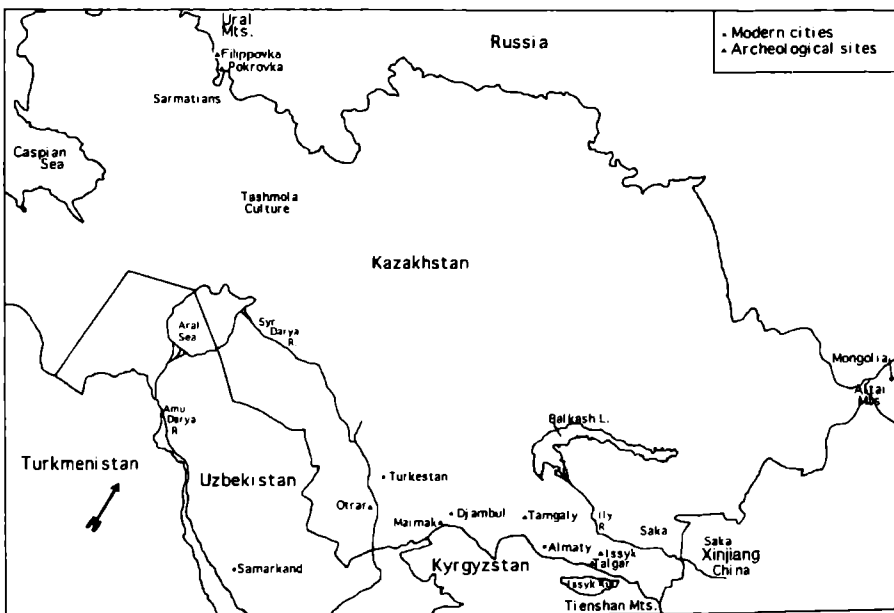 Ural
Mts.
Filippovka
Pokrovka
Sarmatians
Russia
Modern cities
Archeological sites
Caspian
Sea
Tashmola
Culture
Kazakhstan
Aral
Sea
Syr
Darya
R.
Mongolia
Altai
Mts
Amu
Darya
R
Balkash L.
Turkmenistan
Uzbekistan
Turkestan
Otrar
Maimak
Djambul
Tamgaly
Ily
R
Saka
Saka
Xinjiang
China
Almaty
Issyk
Talgar
Samarkand
Kyrgyzstan
Issyk Kul
Tienshan Mts.
N